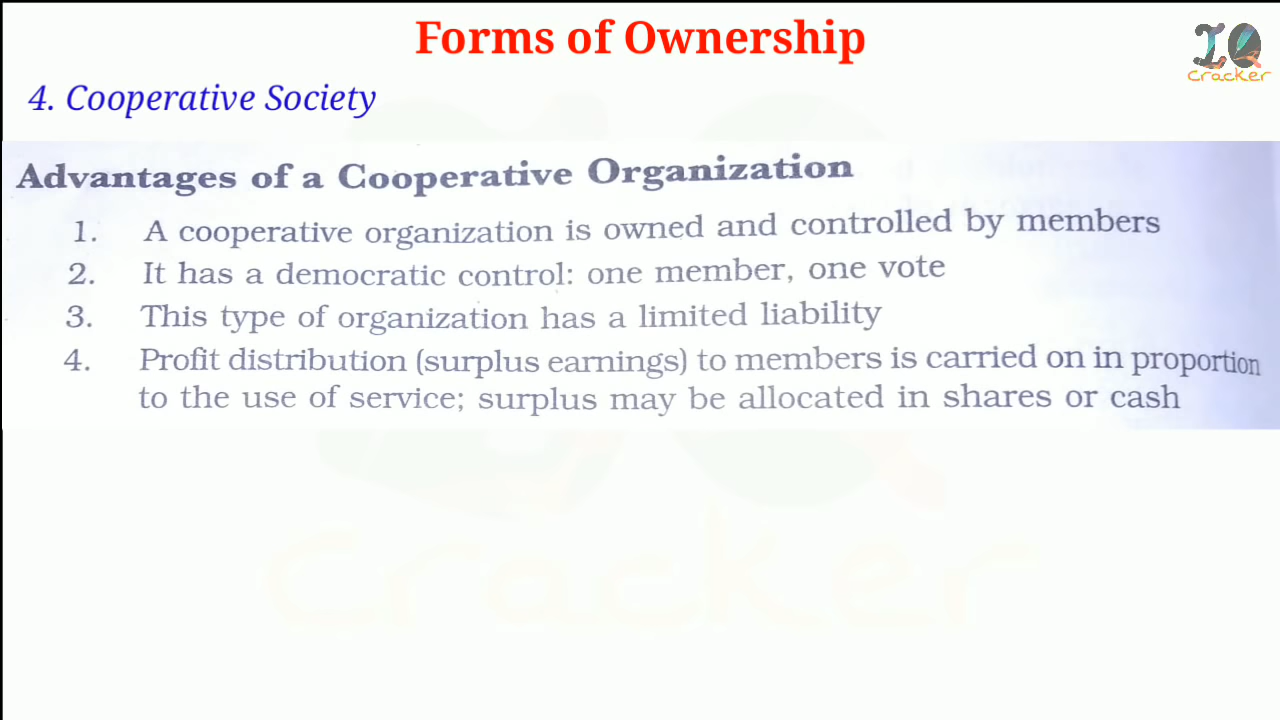 Forms of Ownership
IQ
Cracker
4. Cooperative Society
Advantages of a Cooperative Organization
1. A cooperative organization is owned and controlled by members
2. It has a democratic control: one member, one vote
3. This type of organization has a limited liability
4. Profit distribution (surplus earnings) to members is carried on in proportion
to the use of service; surplus may be allocated in shares or cash
Cracker